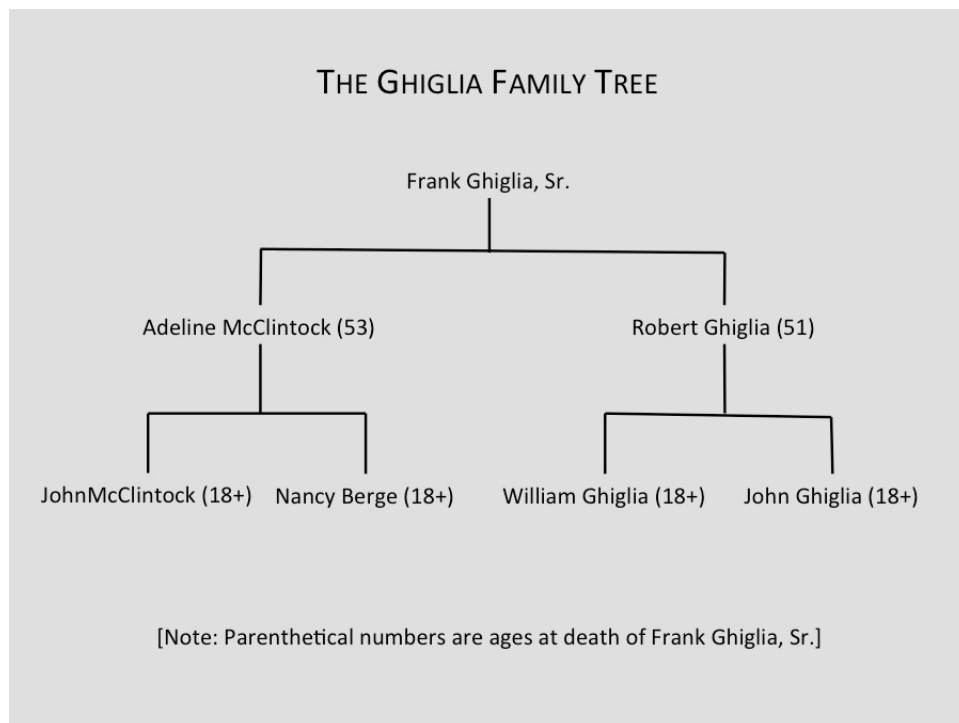 THE GHIGLIA FAMILY TREE
Frank Ghiglia, Sr.
Adeline McClintock (53) Robert Ghiglia (51)
JohnMcClintock (18+) Nancy Berge (18+) William Ghiglia (18+) John Ghiglia (18+)
[Note: Parenthetical numbers are ages at death of Frank Ghiglia, Sr.]